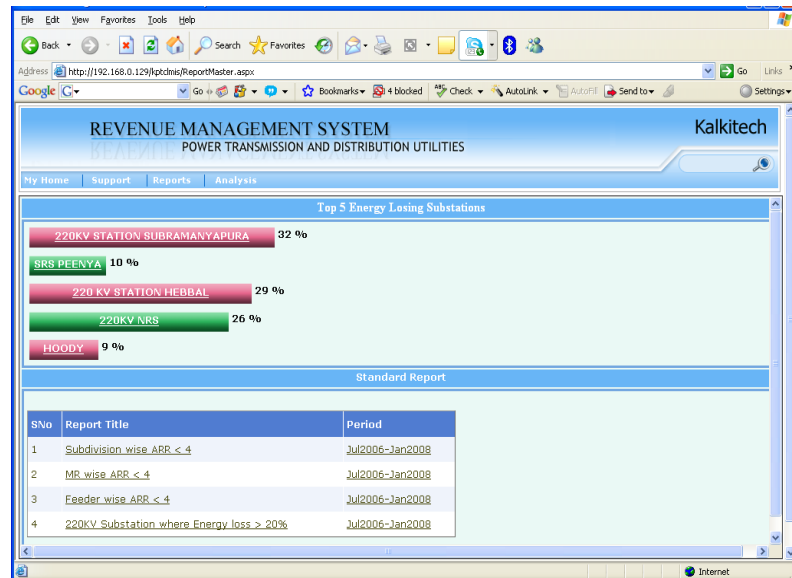 File Edit View Favorites Tools Help
Back Search Favorites
Address http://192.168.0.129/kptclmis/ReportMaster.aspx Go Links
Google G Go Bookmarks 4 blocked Check AutoLink AutoFill Send to Settings
REVENUE MANAGEMENT SYSTEM Kalkitech
POWER TRANSMISSION AND DISTRIBUTION UTILITIES
My Home Support Reports Analysis
Top 5 Energy Losing Substations
220KV STATION SUBRAMANYAPURA 32 %
SRS PEENYA 10 %
220 KV STATION HEBBAL 29 %
220KV NRS 26 %
HOODY 9 %
Standard Report
SNo Report Title Period
1 Subdivision wise ARR < 4 Jul2006-Jan2008
2 MR wise ARR < 4 Jul2006-Jan2008
3 Feeder wise ARR < 4 Jul2006-Jan2008
4 220KV Substation where Energy loss > 20% Jul2006-Jan2008
Internet